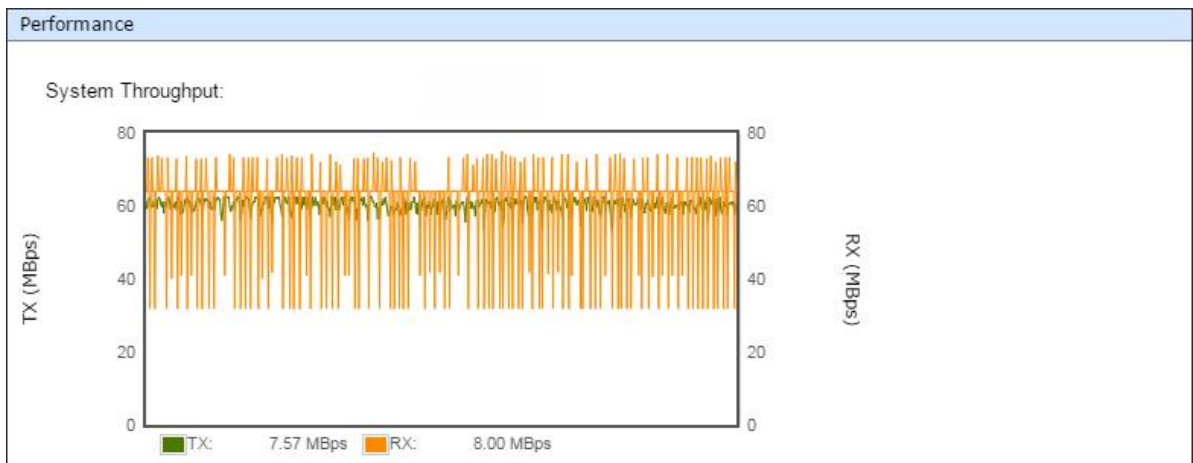 Performance
System Throughput:
80
60
40
20
0
TX (MBps)
80
60
40
20
0
RX (MBps)
TX: 7.57 MBps RX: 8.00 MBps